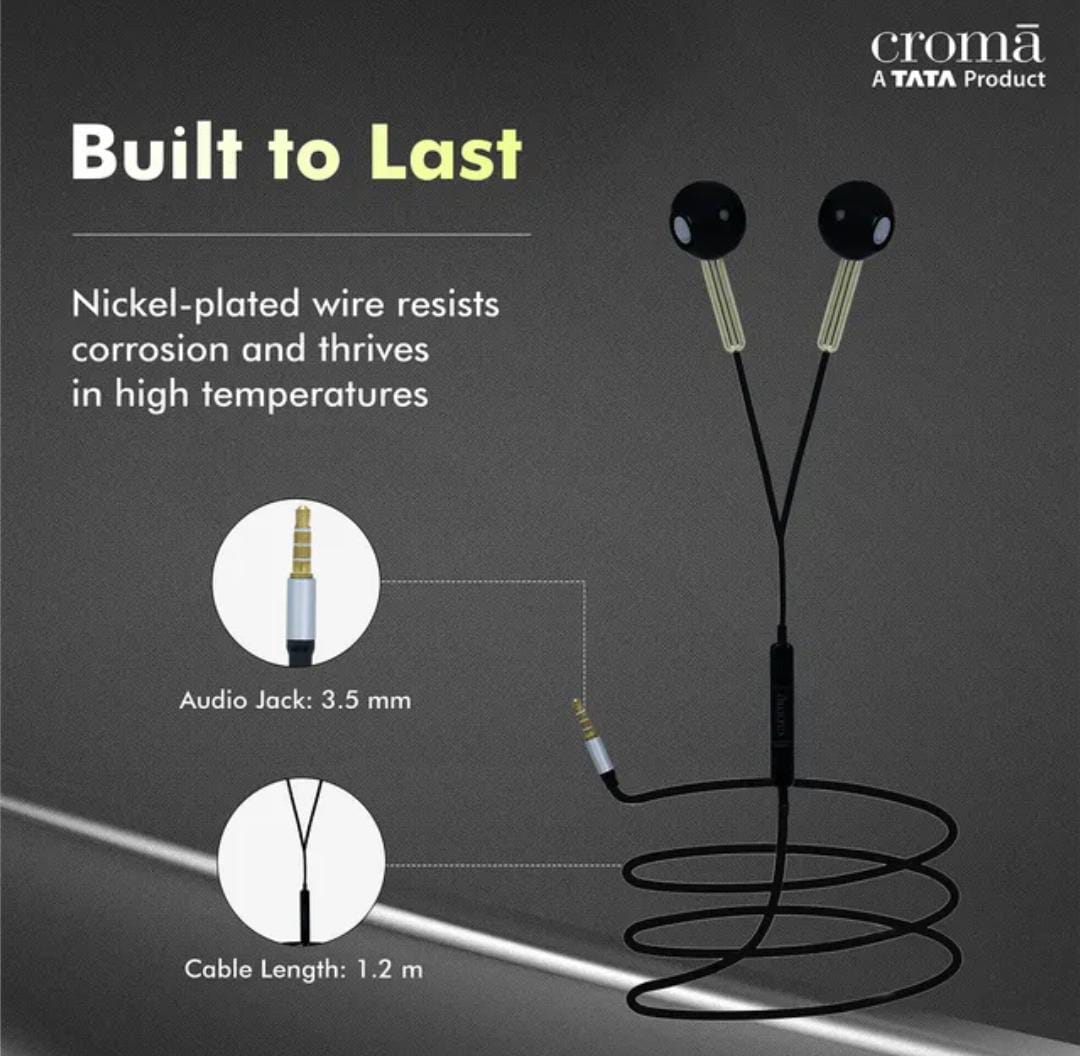 cromā
A TATA Product
Built to Last
Nickel-plated wire resists
corrosion and thrives
in high temperatures
Audio Jack: 3.5 mm
cromā
Cable Length: 1.2 m